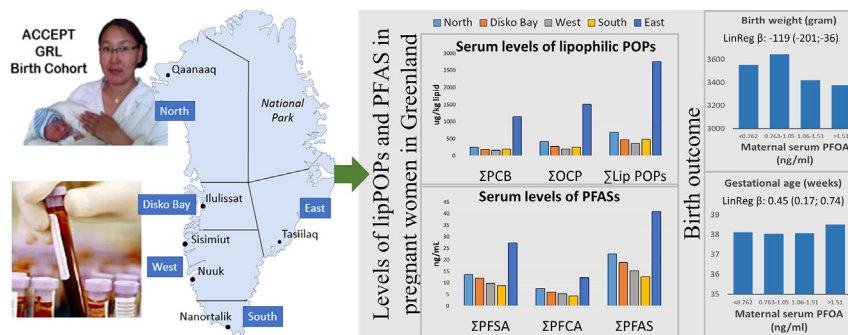 ACCEPT
GRL
Birth Cohort
Qaanaaq
North
National
Park
Disko Bay
Ilulissat
East
Sisimiut
Tasiilaq
West
Nuuk
Nanortalik
South
Levels of lipPOPs and PFAS in
pregnant women in Greenland
North Disko Bay West South East
Serum levels of lipophilic POPs
ug/kg lipid
3000
2500
2000
1500
1000
500
0
ΣPCB ΣOCP ∑Lip POPs
Serum levels of PFASs
ng/mL
45
40
35
30
25
20
15
10
5
0
ΣPFSA ΣPFCA ΣPFAS
Birth outcome
Birth weight (gram)
LinReg β: -119 (-201;-36)
3600
3300
3000
<0.762 0.763-1.05 1.06-1.51 >1.51
Maternal serum PFOA
(ng/ml)
Gestational age (weeks)
LinReg β: 0.45 (0.17; 0.74)
40
39
38
37
36
35
<0.762 0.763-1.05 1.06-1.51 >1.51
Maternal serum PFOA
(ng/ml)